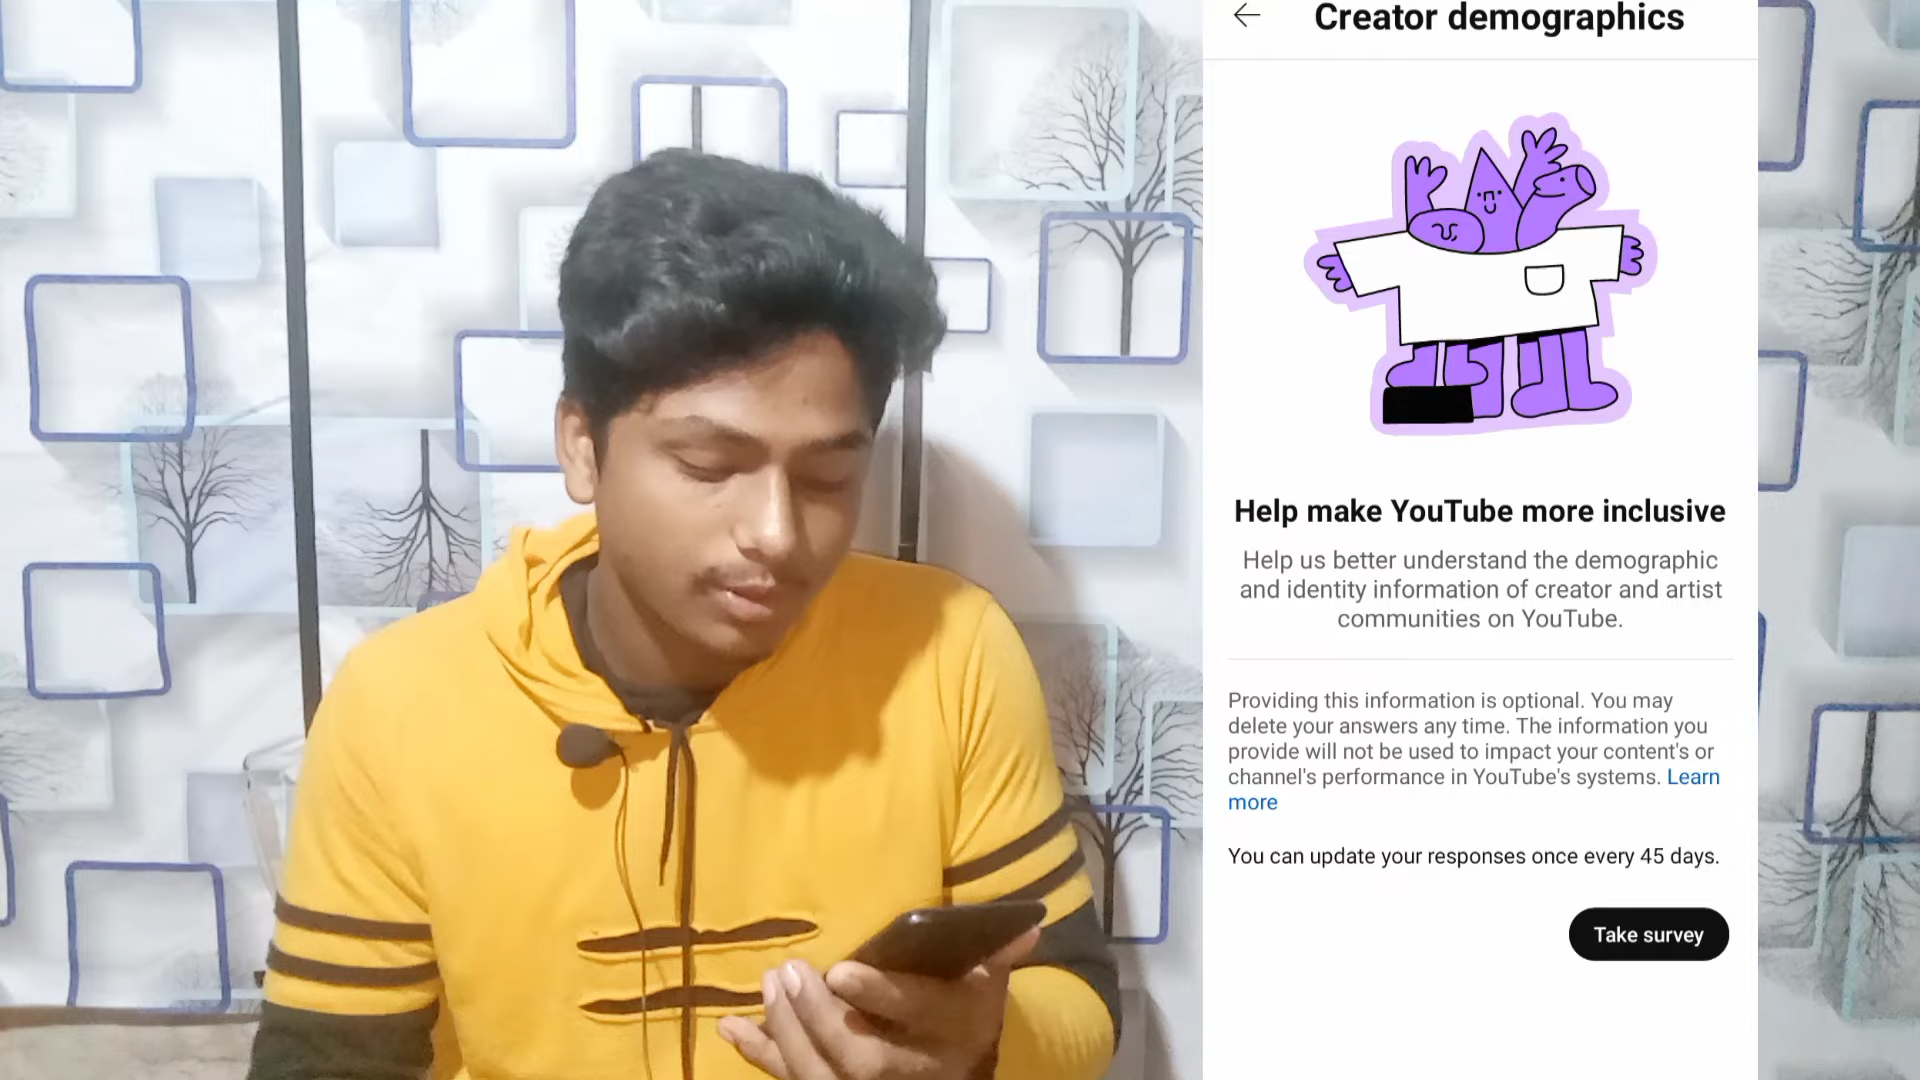 Creator demographics
Help make YouTube more inclusive
Help us better understand the demographic
and identity information of creator and artist
communities on YouTube.
Providing this information is optional. You may
delete your answers any time. The information you
provide will not be used to impact your content's or
channel's performance in YouTube's systems. Learn
more
You can update your responses once every 45 days.
Take survey